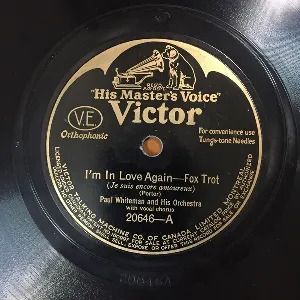 "His Master's Voice"
Victor
V.E.
Orthophonic
For convenience use
Tungs-tone Needles
I'm In Love Again—Fox Trot
(Je suis encore amoureux)
(Porter)
Paul Whiteman and His Orchestra
with vocal chorus
20646—A
VICTOR TALKING MACHINE CO. OF CANADA, LIMITED, MONTREAL